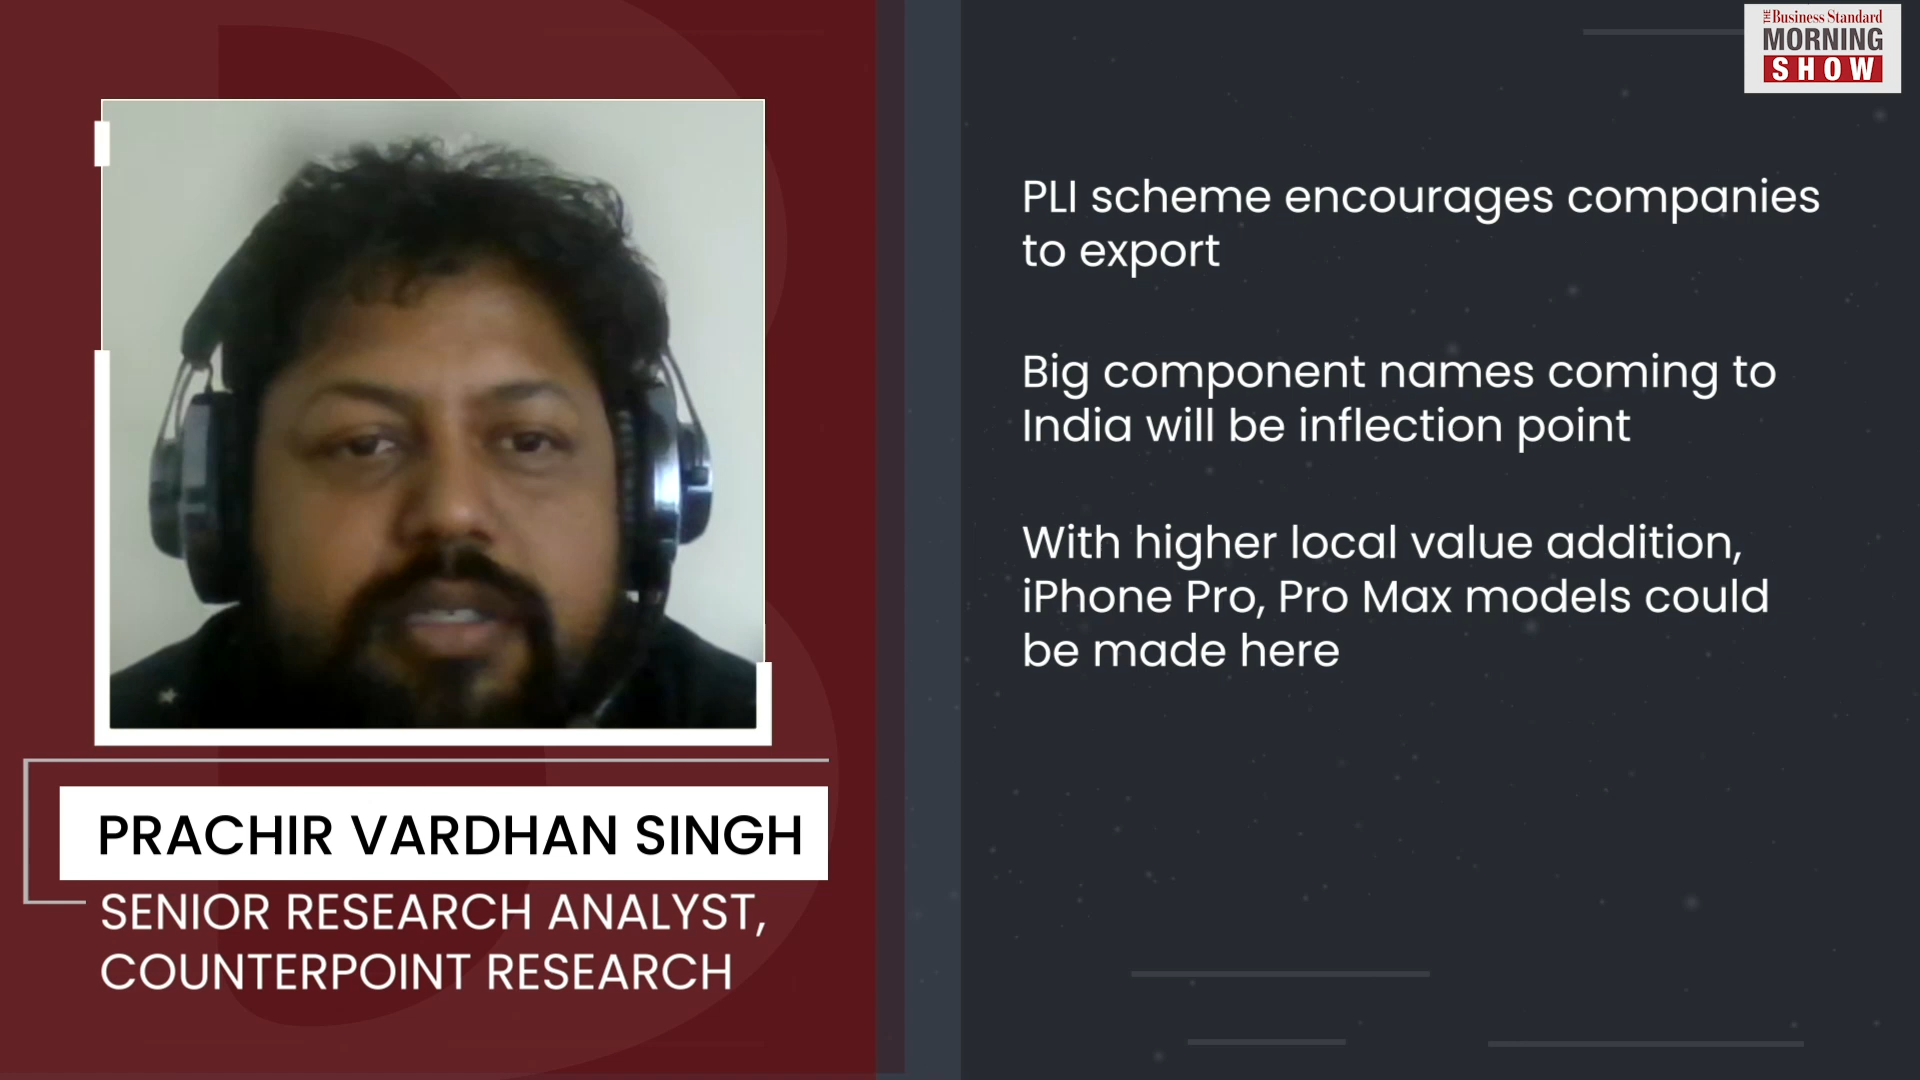 THE Business Standard
MORNING
SHOW
PLI scheme encourages companies
to export
Big component names coming to
India will be inflection point
With higher local value addition,
iPhone Pro, Pro Max models could
be made here
PRACHIR VARDHAN SINGH
SENIOR RESEARCH ANALYST,
COUNTERPOINT RESEARCH